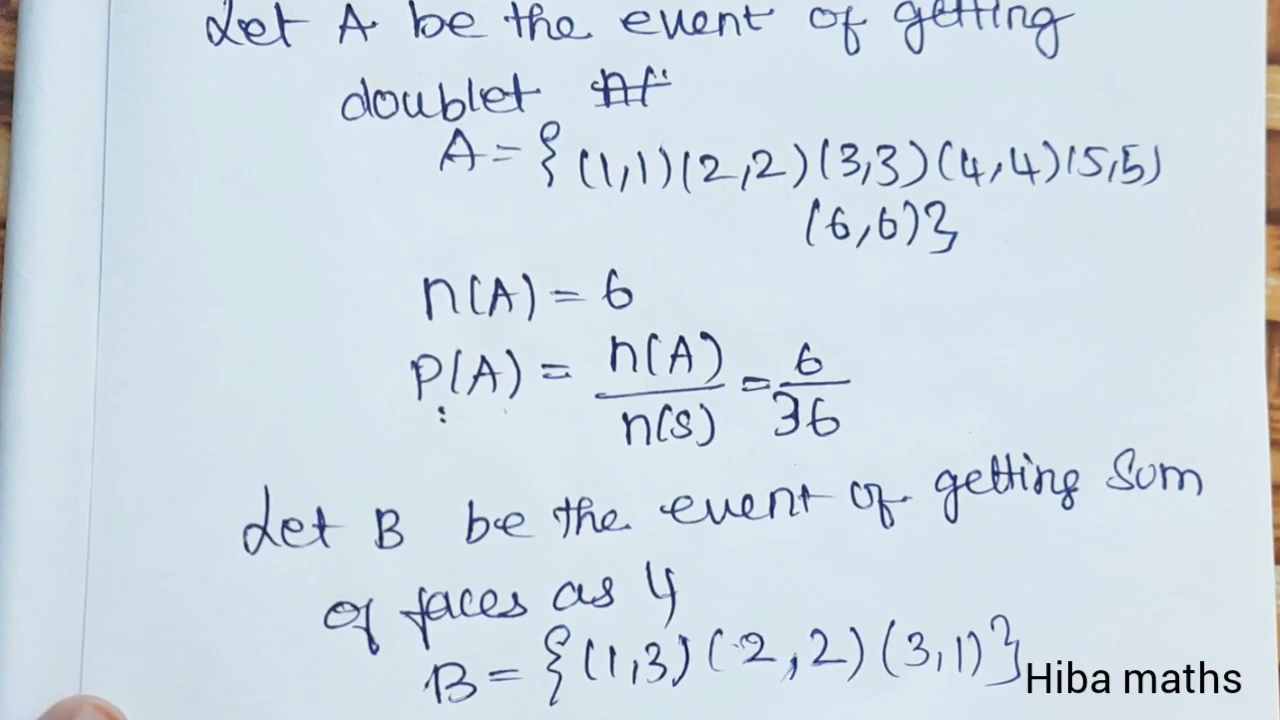 Let A be the event of getting
doublet
A = { (1,1) (2,2) (3,3) (4,4) (5,5)
(6,6)}
n(A) = 6
P(A) = n(A)/n(S) = 6/36
Let B be the event of getting Sum
of faces as 4
B = { (1,3) (2,2) (3,1)}
Hiba maths